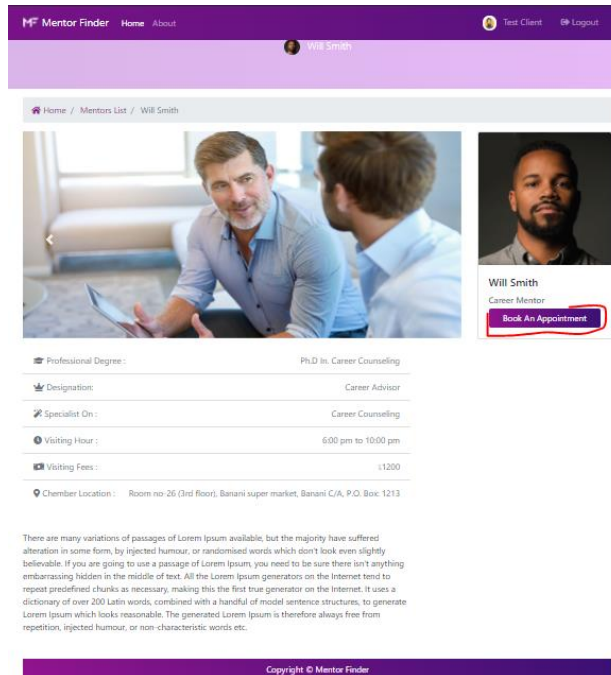 MF Mentor Finder Home About Test Client Logout
Will Smith
Home / Mentors List / Will Smith
Will Smith
Career Mentor
Book An Appointment
Professional Degree : Ph.D In. Career Counseling
Designation: Career Advisor
Specialist On : Career Counseling
Visiting Hour : 6:00 pm to 10:00 pm
Visiting Fees : 1200
Chember Location : Room no-26 (3rd floor), Banani super market, Banani C/A, P.O. Box: 1213
There are many variations of passages of Lorem Ipsum available, but the majority have suffered
alteration in some form, by injected humour, or randomised words which don't look even slightly
believable. If you are going to use a passage of Lorem Ipsum, you need to be sure there isn't anything
embarrassing hidden in the middle of text. All the Lorem Ipsum generators on the Internet tend to
repeat predefined chunks as necessary, making this the first true generator on the Internet. It uses a
dictionary of over 200 Latin words, combined with a handful of model sentence structures, to generate
Lorem Ipsum which looks reasonable. The generated Lorem Ipsum is therefore always free from
repetition, injected humour, or non-characteristic words etc.
Copyright © Mentor Finder